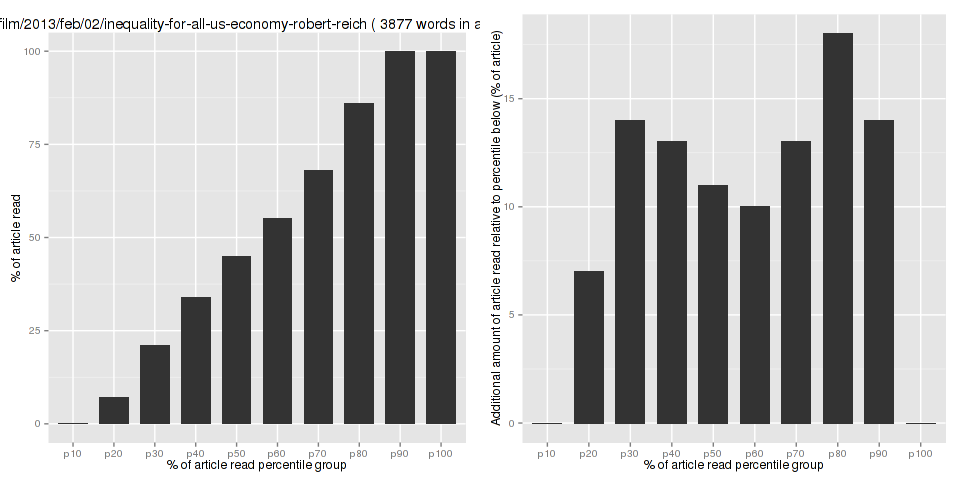 film/2013/feb/02/inequality-for-all-us-economy-robert-reich ( 3877 words in a
100
75
50
25
0
% of article read
p10 p20 p30 p40 p50 p60 p70 p80 p90 p100
% of article read percentile group
15
10
5
0
Additional amount of article read relative to percentile below (% of article)
p10 p20 p30 p40 p50 p60 p70 p80 p90 p100
% of article read percentile group